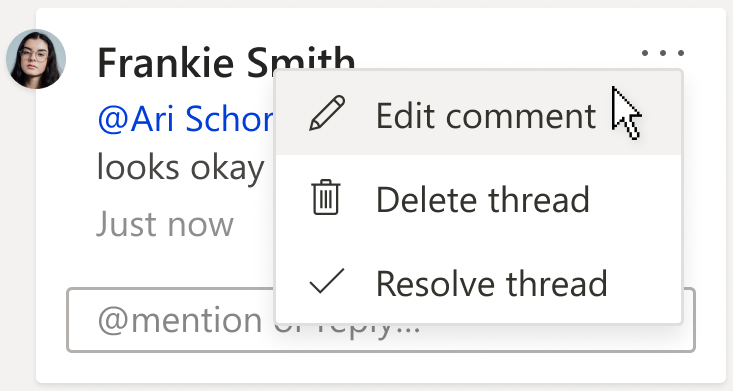 Frankie Smith
@Ari Schor
looks okay
Just now
@mention or reply...
Edit comment
Delete thread
Resolve thread